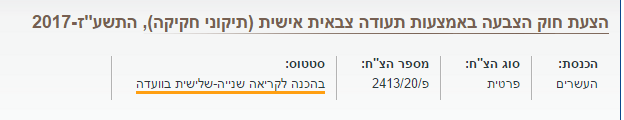 הצעת חוק הצבעה באמצעות תעודה צבאית אישית (תיקוני חקיקה), התשע"ז-2017
הכנסת: סוג הצ"ח: מספר הצ"ח: סטטוס:
העשרים פרטית פ/2413/20 בהכנה לקריאה שנייה-שלישית בוועדה